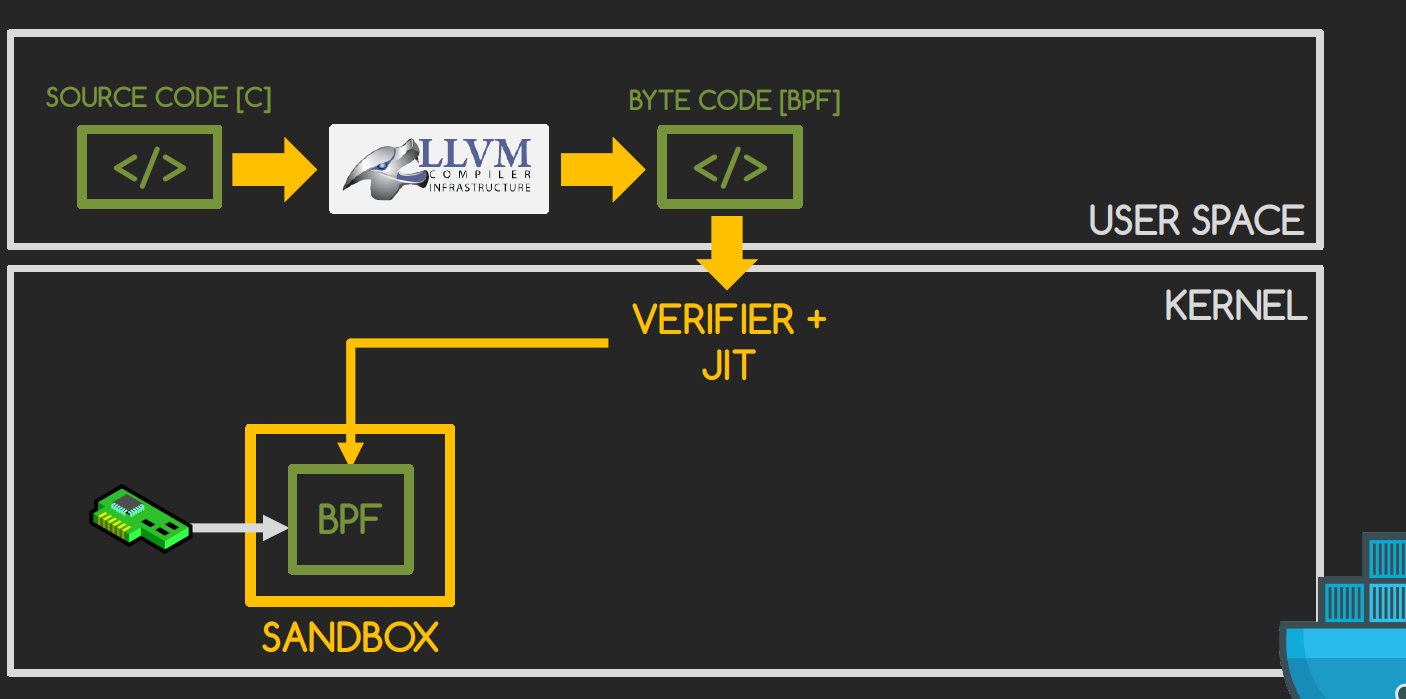 SOURCE CODE [C]
BYTE CODE [BPF]
</>
LLVM
COMPILER
INFRASTRUCTURE
</>
USER SPACE
KERNEL
VERIFIER +
JIT
BPF
SANDBOX